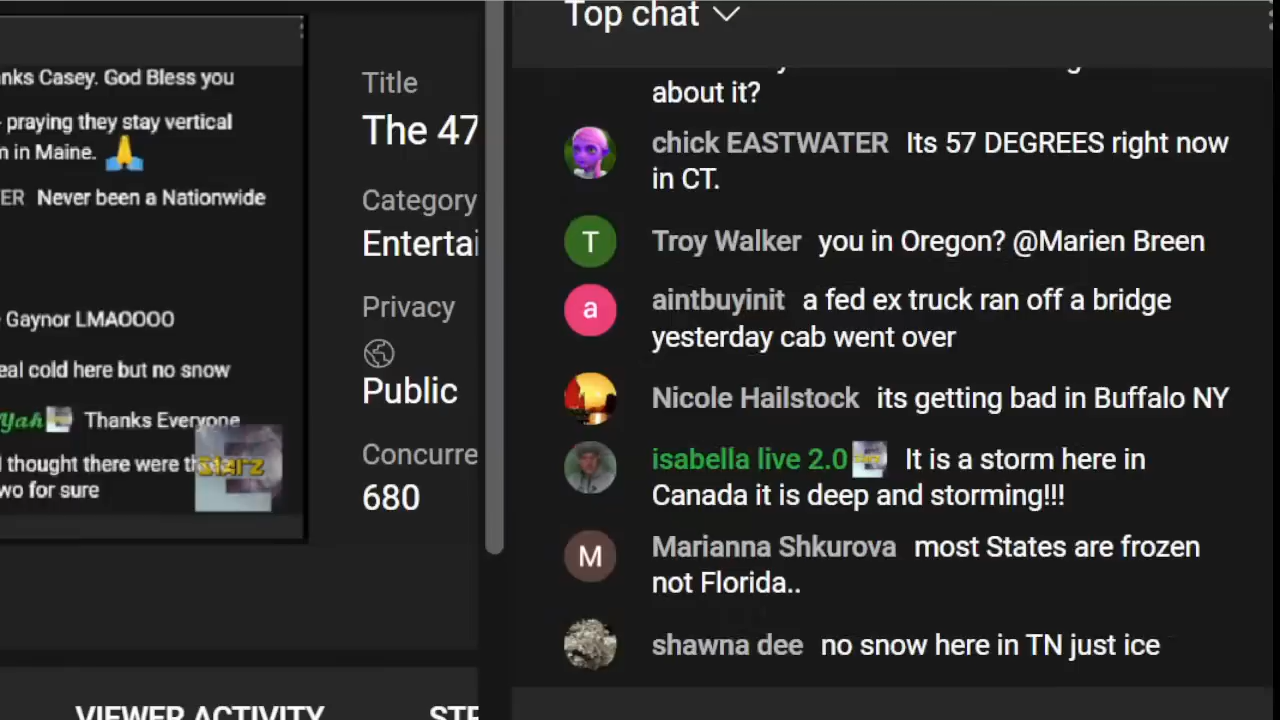 nks Casey. God Bless you
praying they stay vertical
in Maine.
ER Never been a Nationwide
Gaynor LMAOOOO
eal cold here but no snow
Yah Thanks Everyone
thought there were
wo for sure
Starz
Title
The 47
Category
Entertai
Privacy
Public
Concurre
680
VIEWER ACTIVITY
STR
Top chat
about it?
chick EASTWATER Its 57 DEGREES right now
in CT.
T
Troy Walker you in Oregon? @Marien Breen
a
aintbuyinit a fed ex truck ran off a bridge
yesterday cab went over
Nicole Hailstock its getting bad in Buffalo NY
isabella live 2.0 It is a storm here in
Canada it is deep and storming!!!
M
Marianna Shkurova most States are frozen
not Florida..
shawna dee no snow here in TN just ice